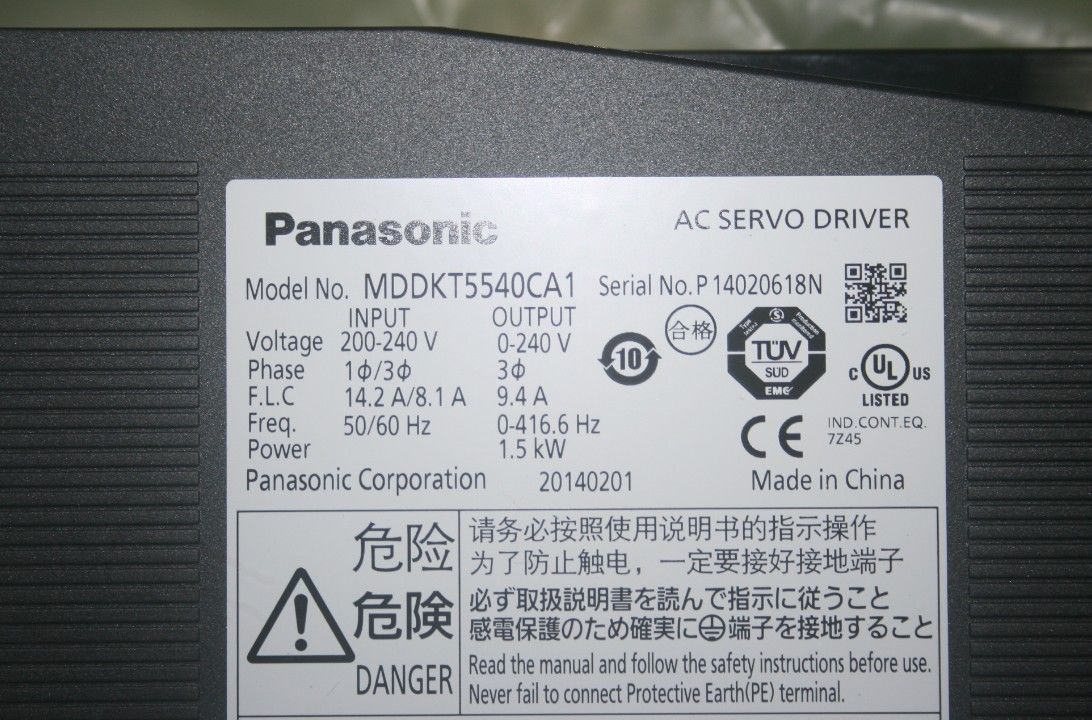 Panasonic
AC SERVO DRIVER
Model No. MDDKT5540CA1 Serial No. P 14020618N
INPUT OUTPUT
Voltage 200-240 V 0-240 V
Phase 1ϕ/3ϕ 3ϕ
F.L.C 14.2 A/8.1 A 9.4 A
Freq. 50/60 Hz 0-416.6 Hz
Power 1.5 kW
Panasonic Corporation 20140201
10
合格
TÜV
SÜD
EMC
C UL US
LISTED
CE
IND.CONT.EQ.
7Z45
Made in China
危险
危険
DANGER
请务必按照使用说明书的指示操作
为了防止触电，一定要接好接地端子
必ず取扱説明書を読んで指示に従うこと
感電保護のため確実に⏚端子を接地すること
Read the manual and follow the safety instructions before use.
Never fail to connect Protective Earth(PE) terminal.